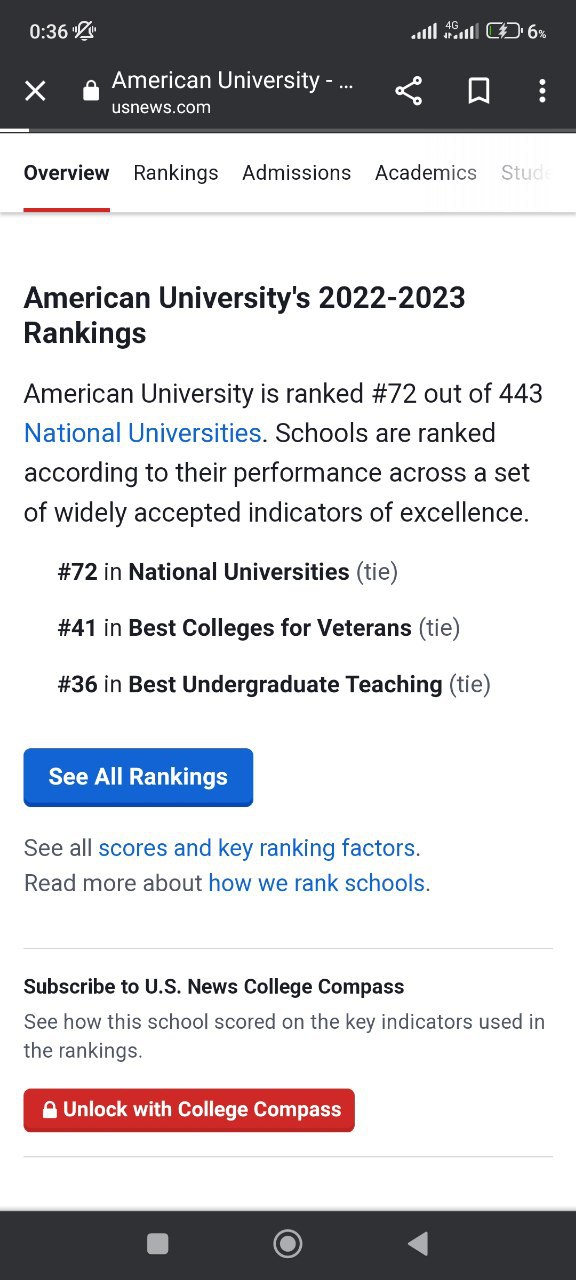 0:36
4G
6%
American University - ...
usnews.com
Overview Rankings Admissions Academics Stude
American University's 2022-2023
Rankings
American University is ranked #72 out of 443
National Universities. Schools are ranked
according to their performance across a set
of widely accepted indicators of excellence.
#72 in National Universities (tie)
#41 in Best Colleges for Veterans (tie)
#36 in Best Undergraduate Teaching (tie)
See All Rankings
See all scores and key ranking factors.
Read more about how we rank schools.
Subscribe to U.S. News College Compass
See how this school scored on the key indicators used in
the rankings.
Unlock with College Compass